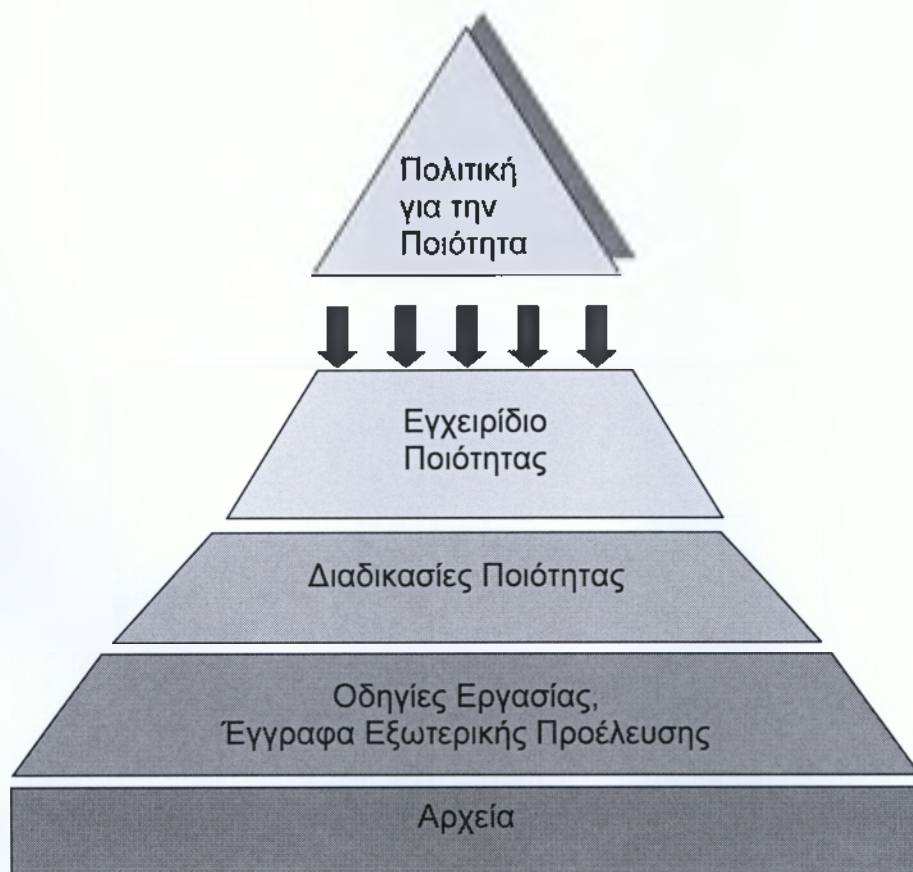 Πολιτική
για την
Ποιότητα
Εγχειρίδιο
Ποιότητας
Διαδικασίες Ποιότητας
Οδηγίες Εργασίας,
Έγγραφα Εξωτερικής Προέλευσης
Αρχεία